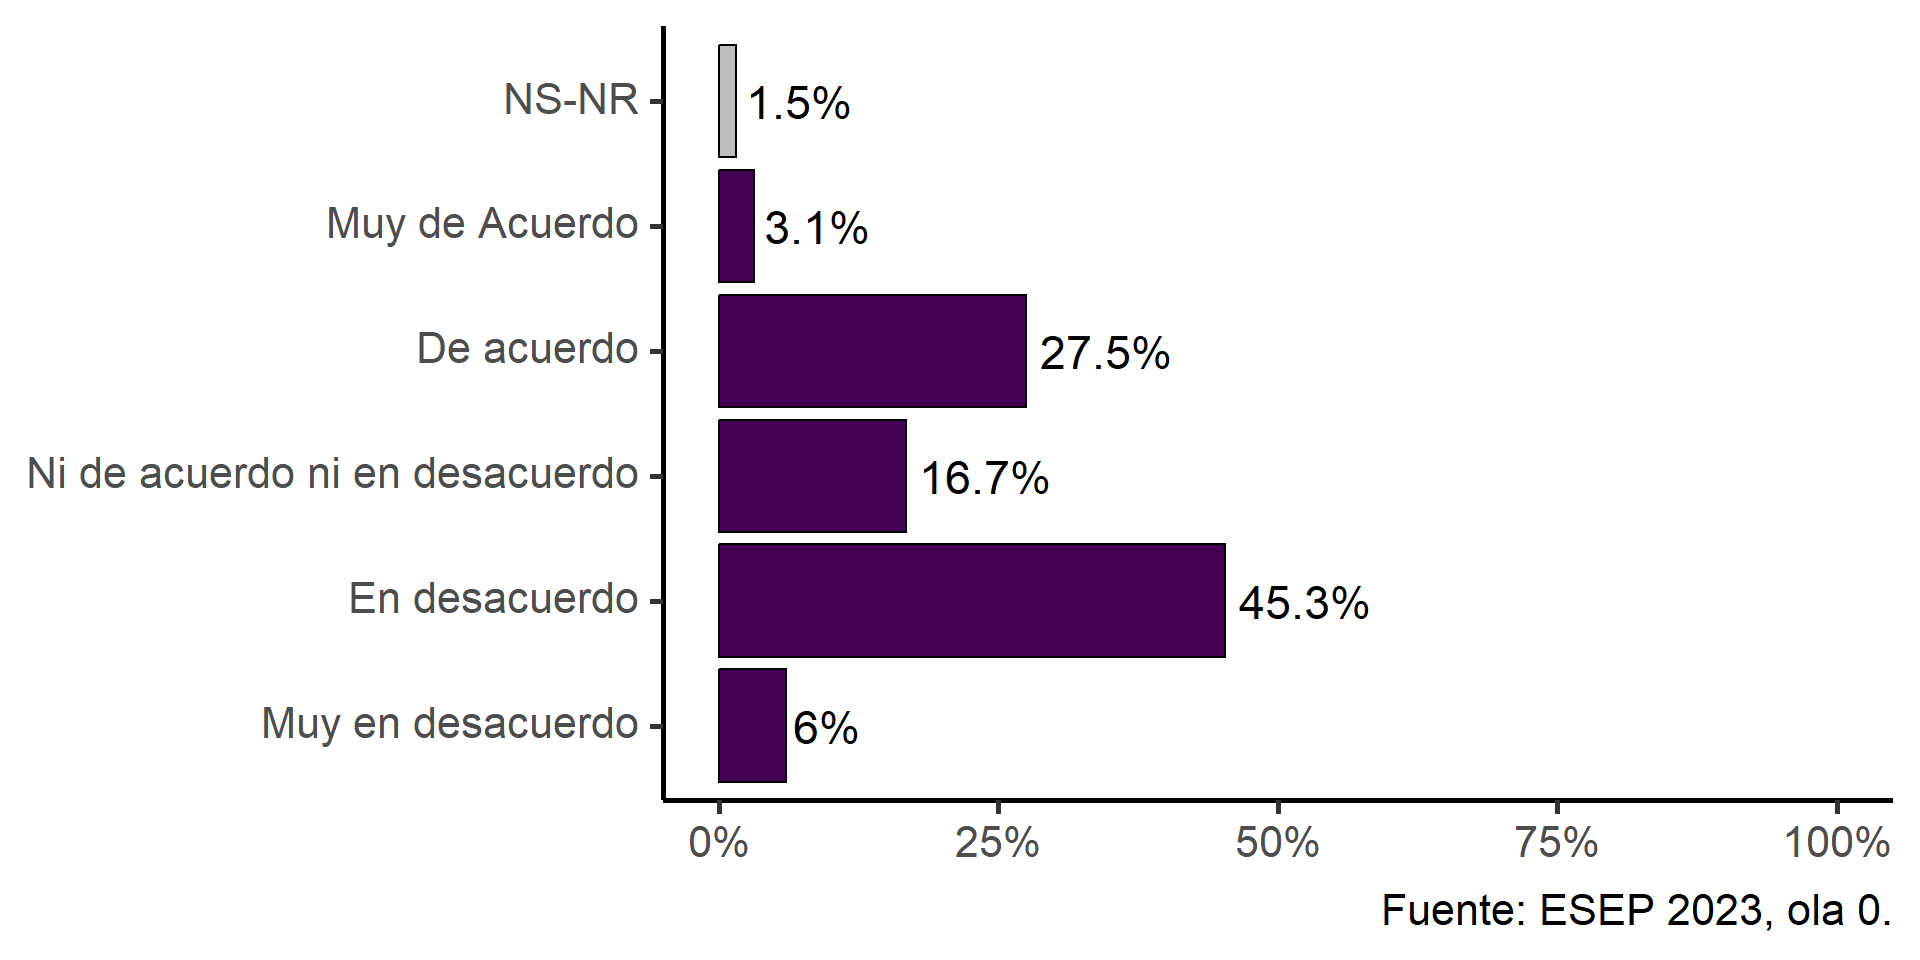 NS-NR 1.5%
Muy de Acuerdo 3.1%
De acuerdo 27.5%
Ni de acuerdo ni en desacuerdo 16.7%
En desacuerdo 45.3%
Muy en desacuerdo 6%
0% 25% 50% 75% 100%
Fuente: ESEP 2023, ola 0.